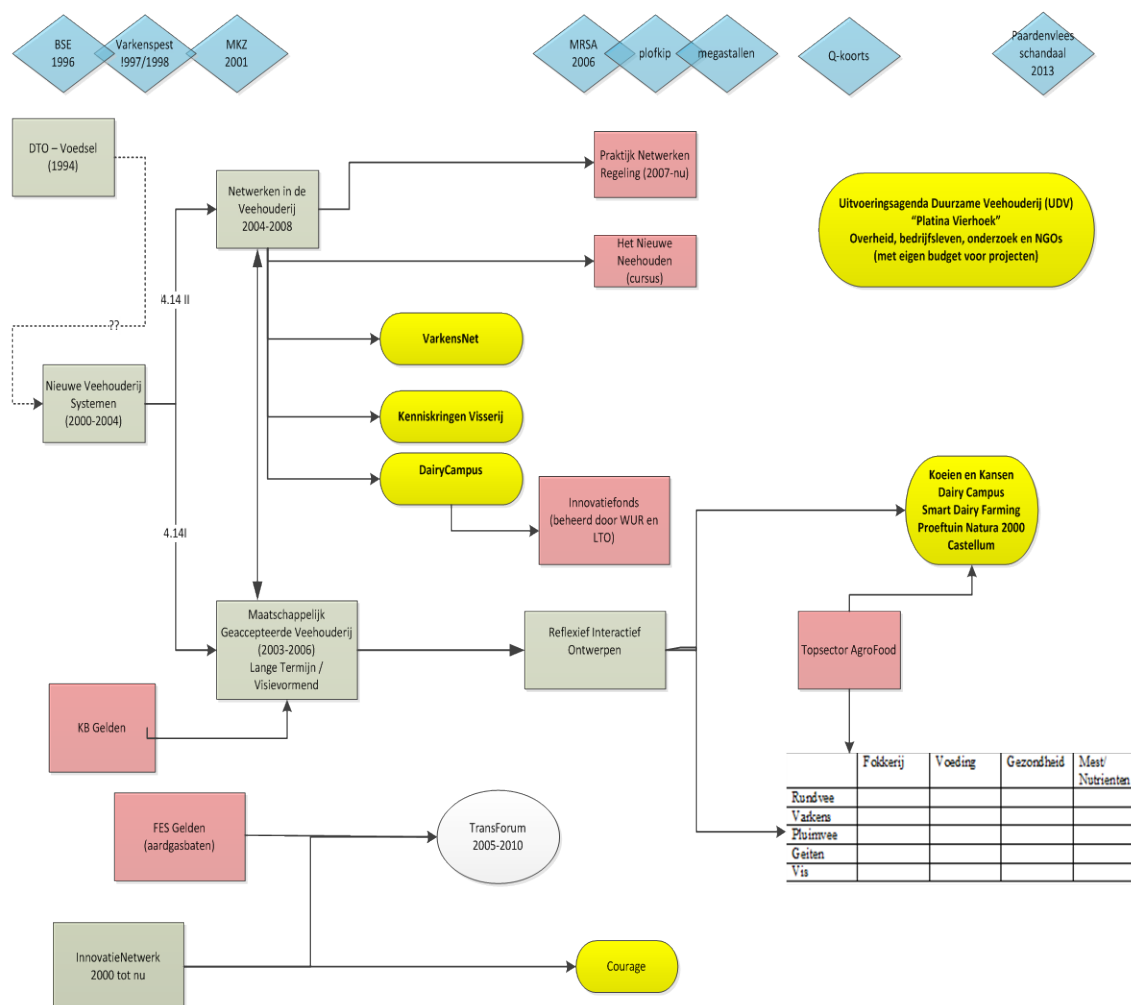 BSE
1996
Varkenspest
!997/1998
MKZ
2001
MRSA
2006
plofkip
megastallen
Q-koorts
Paardenvlees
schandaal
2013
DTO – Voedsel
(1994)
Netwerken in de
Veehouderij
2004-2008
Praktijk Netwerken
Regeling (2007-nu)
Uitvoeringsagenda Duurzame Veehouderij (UDV)
“Platina Vierhoek”
Overheid, bedrijfsleven, onderzoek en NGOs
(met eigen budget voor projecten)
Het Nieuwe
Neehouden
(cursus)
4.14 II
??
VarkensNet
Nieuwe Veehouderij
Systemen
(2000-2004)
Kenniskringen Visserij
DairyCampus
Koeien en Kansen
Dairy Campus
Smart Dairy Farming
Proeftuin Natura 2000
Castellum
Innovatiefonds
(beheerd door WUR en
LTO)
4.14I
Maatschappelijk
Geaccepteerde Veehouderij
(2003-2006)
Lange Termijn /
Visievormend
Reflexief Interactief
Ontwerpen
Topsector AgroFood
KB Gelden
Fokkerij Voeding Gezondheid Mest/
Nutrienten
Rundvee
Varkens
Pluimvee
Geiten
Vis
FES Gelden
(aardgasbaten)
TransForum
2005-2010
InnovatieNetwerk
2000 tot nu
Courage